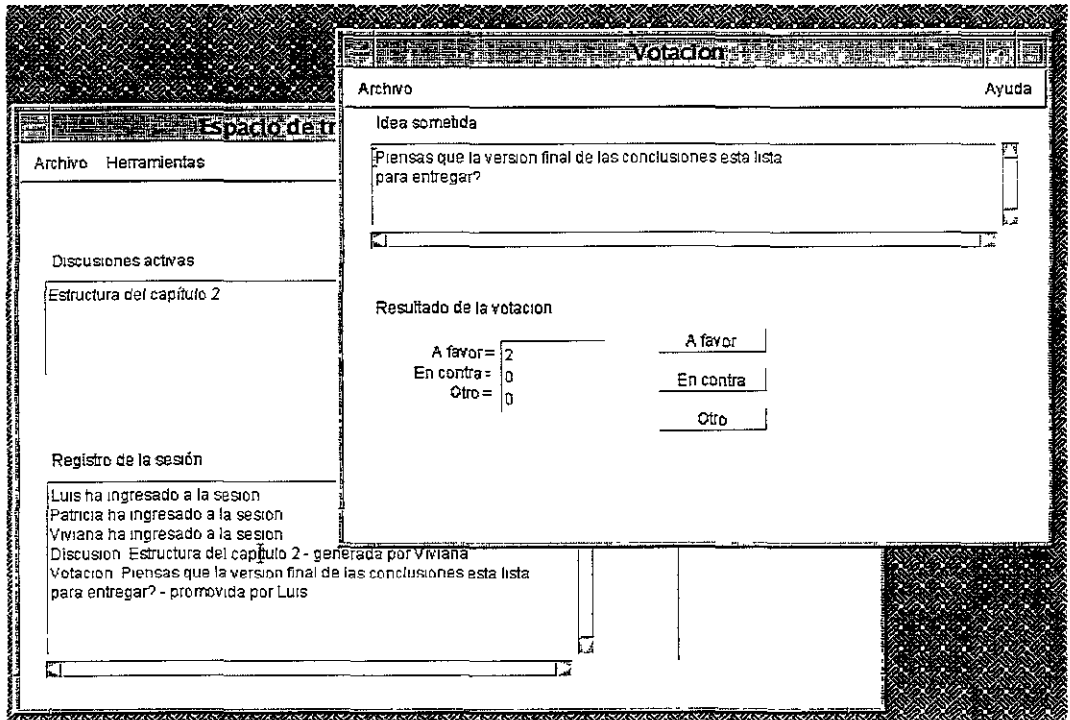 Votacion
Archivo Ayuda
Idea sometida
Piensas que la version final de las conclusiones esta lista
para entregar?
Resultado de la votacion
A favor= 2
En contra= 0
Otro= 0
A favor
En contra
Otro
Espacio de tr
Archivo Herramientas
Discusiones activas
Estructura del capítulo 2
Registro de la sesión
Luis ha ingresado a la sesion
Patricia ha ingresado a la sesion
Viviana ha ingresado a la sesion
Discusion Estructura del capitulo 2 - generada por Viviana
Votacion Piensas que la version final de las conclusiones esta lista
para entregar? - promovida por Luis